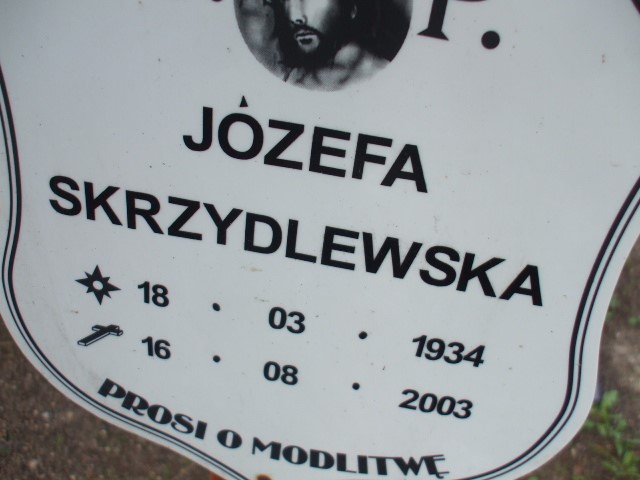 P.
JÓZEFA
SKRZYDLEWSKA
18 . 03 . 1934
16 . 08 . 2003
PROSI O MODLITWĘ